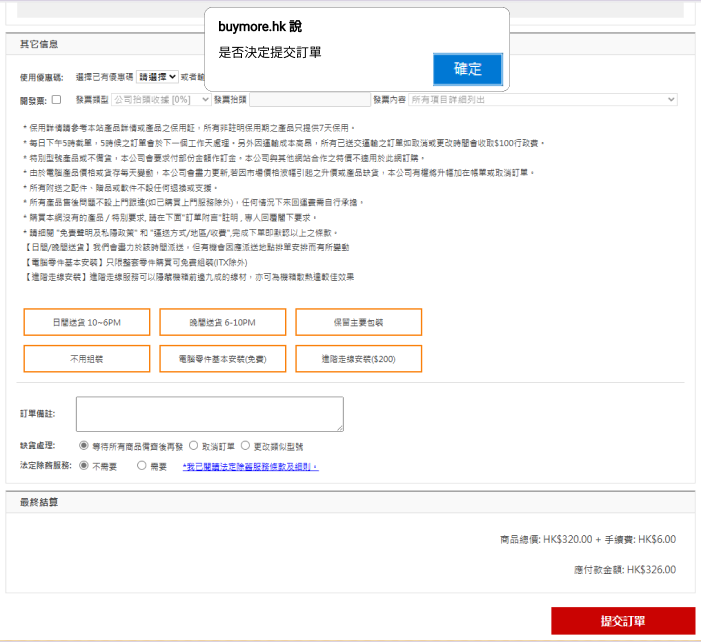 buymore.hk 說
是否決定提交訂單
確定
其它信息
使用優惠碼: 選擇已有優惠碼 請選擇 或者輸
開發票: 發票類型 公司抬頭收據 [0%] 發票抬頭 發票內容 所有項目詳細列出
* 保用詳情請參考本站產品詳情或產品之保用証，所有非註明保用期之產品只提供7天保用。
* 每日下午5時截單，5時候之訂單會於下一個工作天處理。另外因運輸成本高昂，所有已送交運輸之訂單如取消或更改時間會收取$100行政費。
* 特別型號產品或不備貨，本公司會要求付部份金額作訂金。本公司與其他網站合作之特價不適用於此網訂購。
* 由於電腦產品價格或貨存每天變動，本公司會盡力更新,若因市場價格波幅引起之升價或產品缺貨，本公司有權絡升幅加在帳單或取消訂單。
* 所有附送之配件、贈品或軟件不設任何退換或支援。
* 所有產品售後問題不設上門跟進(如己購買上門服務除外)，任何情況下來回運費需自行承擔。
* 購買本網沒有的產品 / 特別要求, 請在下面"訂單附言"註明 , 專人回覆閣下要求。
* 請細閱 "免責聲明及私隱政策" 和 "運送方式/地區/收費",完成下單即默認以上之條款。
【日間/晚間送貨】我們會盡力於該時間派送，但有機會因應派送地點排單安排而有所變動
【電腦零件基本安裝】只限整套零件購買可免費組裝(ITX除外)
【進階走線安裝】進階走線服務可以隱藏機箱前邊九成的線材，亦可為機箱散熱達較佳效果
日間送貨 10~6PM 晚間送貨 6-10PM 保留主要包裝
不用組裝 電腦零件基本安裝(免費) 進階走線安裝($200)
訂單備註:
缺貨處理: 等待所有商品備齊後再發 取消訂單 更改類似型號
法定除舊服務: 不需要 需要 *我已閱讀法定除舊服務條款及細則。
最終結算
商品總價: HK$320.00 + 手續費: HK$6.00
應付款金額: HK$326.00
提交訂單